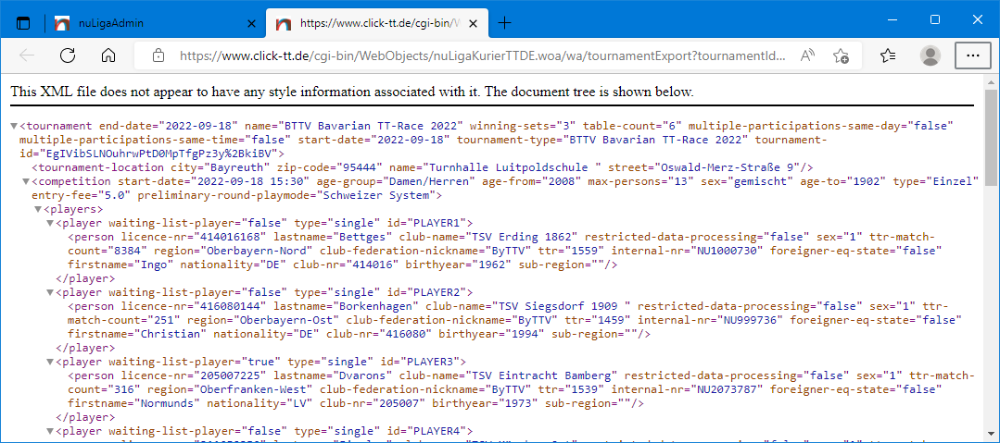 nuLigaAdmin
https://www.click-tt.de/cgi-bin/W
https://www.click-tt.de/cgi-bin/WebObjects/nuLigaKurierTTDE.woa/wa/tournamentExport?tournamentId...
This XML file does not appear to have any style information associated with it. The document tree is shown below.
<tournament end-date="2022-09-18" name="BTTV Bavarian TT-Race 2022" winning-sets="3" table-count="6" multiple-participations-same-day="false"
multiple-participations-same-time="false" start-date="2022-09-18" tournament-type="BTTV Bavarian TT-Race 2022" tournament-
id="EgIVibSLNOuhrwPtD0MpTfgPz3y%2BkiBV">
<tournament-location city="Bayreuth" zip-code="95444" name="Turnhalle Luitpoldschule " street="Oswald-Merz-Straße 9"/>
<competition start-date="2022-09-18 15:30" age-group="Damen/Herren" age-from="2008" max-persons="13" sex="gemischt" age-to="1902" type="Einzel"
entry-fee="5.0" preliminary-round-playmode="Schweizer System">
<players>
<player waiting-list-player="false" type="single" id="PLAYER1">
<person licence-nr="414016168" lastname="Bettges" club-name="TSV Erding 1862" restricted-data-processing="false" sex="1" ttr-match-
count="8384" region="Oberbayern-Nord" club-federation-nickname="ByTTV" ttr="1559" internal-nr="NU1000730" foreigner-eq-state="false"
firstname="Ingo" nationality="DE" club-nr="414016" birthyear="1962" sub-region=""/>
</player>
<player waiting-list-player="false" type="single" id="PLAYER2">
<person licence-nr="416080144" lastname="Borkenhagen" club-name="TSV Siegsdorf 1909 " restricted-data-processing="false" sex="1" ttr-
match-count="251" region="Oberbayern-Ost" club-federation-nickname="ByTTV" ttr="1459" internal-nr="NU999736" foreigner-eq-state="false"
firstname="Christian" nationality="DE" club-nr="416080" birthyear="1994" sub-region=""/>
</player>
<player waiting-list-player="true" type="single" id="PLAYER3">
<person licence-nr="205007225" lastname="Dvarons" club-name="TSV Eintracht Bamberg" restricted-data-processing="false" sex="1" ttr-match-
count="316" region="Oberfranken-West" club-federation-nickname="ByTTV" ttr="1539" internal-nr="NU2073787" foreigner-eq-state="false"
firstname="Normunds" nationality="LV" club-nr="205007" birthyear="1973" sub-region=""/>
</player>
<player waiting-list-player="false" type="single" id="PLAYER4">